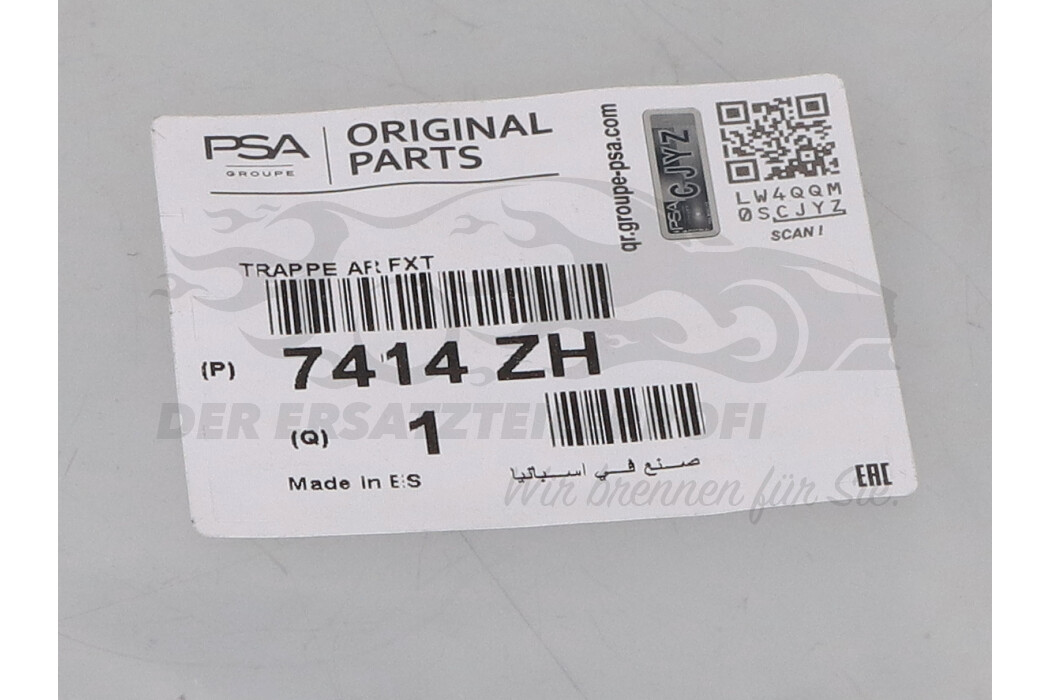 PSA
GROUPE
ORIGINAL
PARTS
qr.groupe-psa.com
PSA CJYZ
LW4QQM
0SCJYZ
SCAN!
TRAPPE AR FXT
(P) 7414 ZH
(Q) 1
Made in ES
صنع في اسبانيا
EAC
DER ERSATZTEILEPROFI
Wir brennen für Sie.